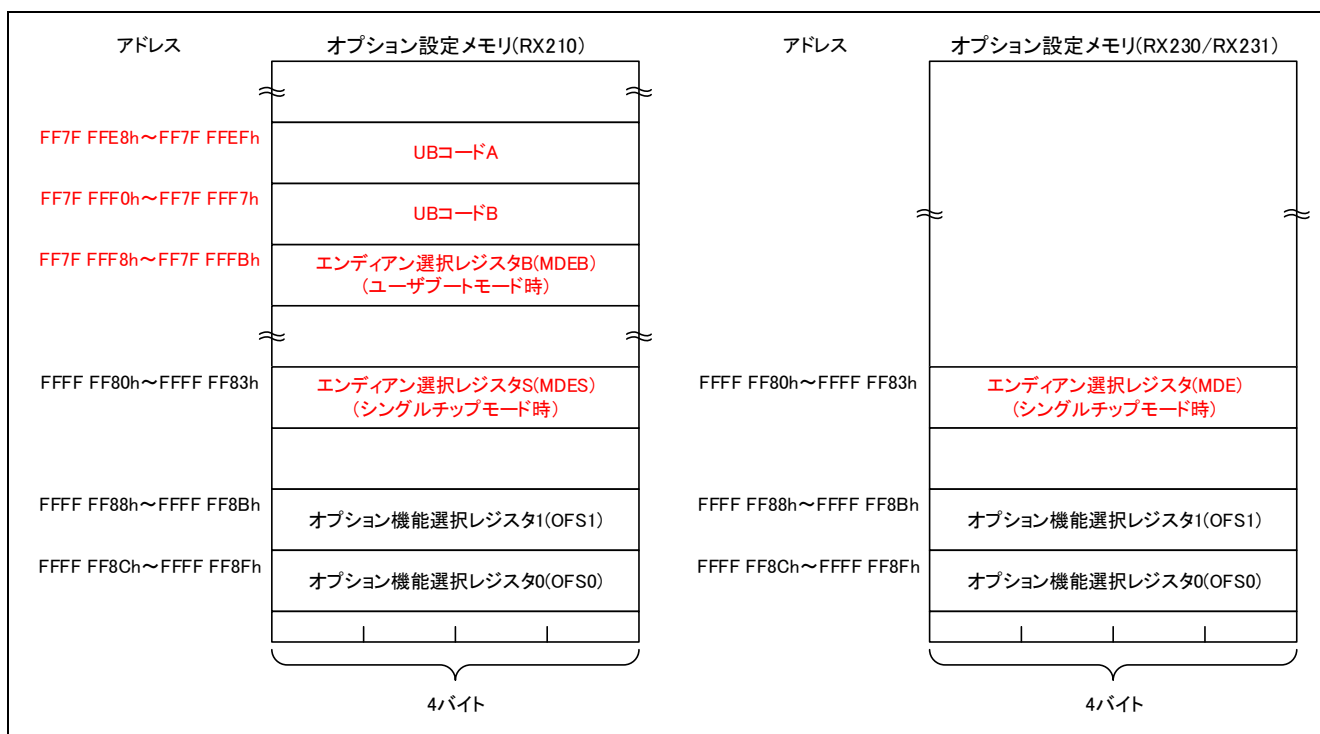 アドレス
オプション設定メモリ(RX210)
FF7F FFE8h～FF7F FFEFh
UBコードA
FF7F FFF0h～FF7F FFF7h
UBコードB
FF7F FFF8h～FF7F FFFBh
エンディアン選択レジスタB(MDEB)
(ユーザブートモード時)
FFFF FF80h～FFFF FF83h
エンディアン選択レジスタS(MDES)
(シングルチップモード時)
FFFF FF88h～FFFF FF8Bh
オプション機能選択レジスタ1(OFS1)
FFFF FF8Ch～FFFF FF8Fh
オプション機能選択レジスタ0(OFS0)
4バイト
アドレス
オプション設定メモリ(RX230/RX231)
FFFF FF80h～FFFF FF83h
エンディアン選択レジスタ(MDE)
(シングルチップモード時)
FFFF FF88h～FFFF FF8Bh
オプション機能選択レジスタ1(OFS1)
FFFF FF8Ch～FFFF FF8Fh
オプション機能選択レジスタ0(OFS0)
4バイト